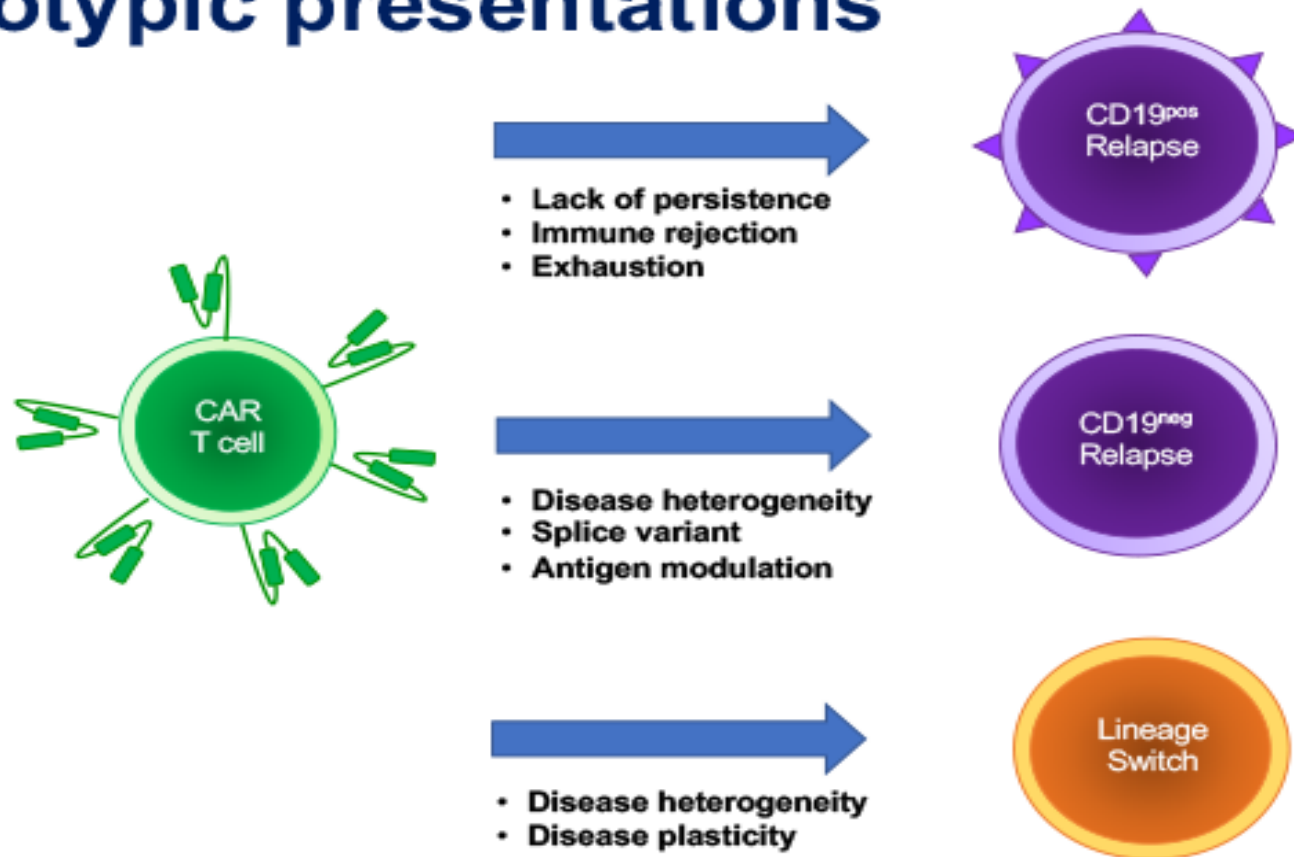 otypic presentations
CD19pos
Relapse
• Lack of persistence
• Immune rejection
• Exhaustion
CAR
T cell
CD19neg
Relapse
• Disease heterogeneity
• Splice variant
• Antigen modulation
Lineage
Switch
• Disease heterogeneity
• Disease plasticity